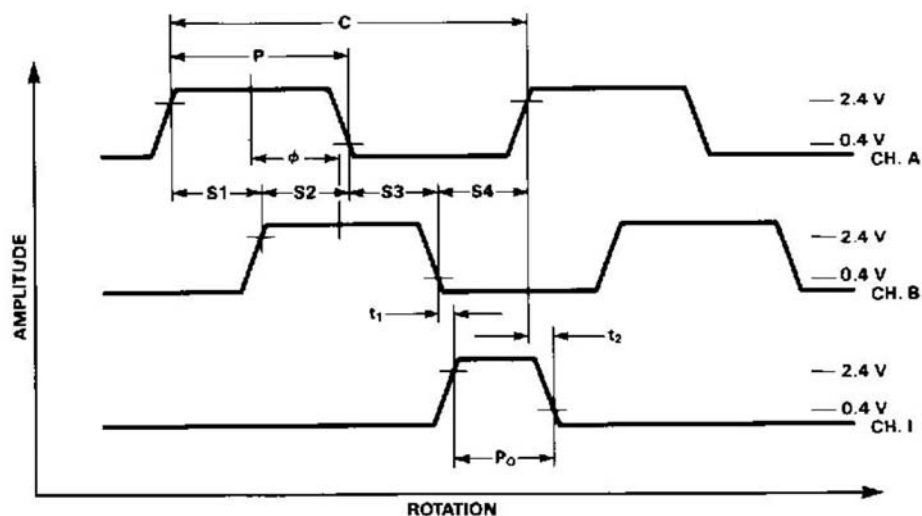 C
P
2.4 V
0.4 V
CH. A
ϕ
S1 S2 S3 S4
2.4 V
0.4 V
CH. B
t1
t2
2.4 V
0.4 V
CH. I
PO
AMPLITUDE
ROTATION